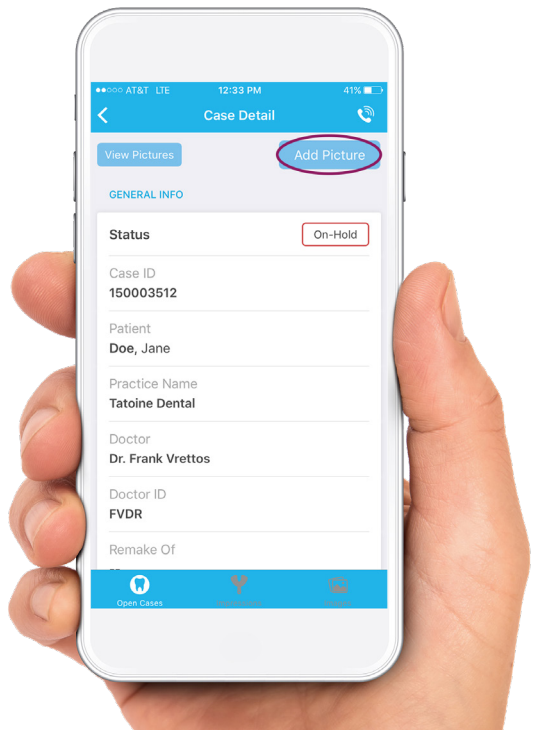 ●●○○○ AT&T LTE 12:33 PM 41%
Case Detail
View Pictures Add Picture
GENERAL INFO
Status On-Hold
Case ID
150003512
Patient
Doe, Jane
Practice Name
Tatoine Dental
Doctor
Dr. Frank Vrettos
Doctor ID
FVDR
Remake Of
--
Open Cases